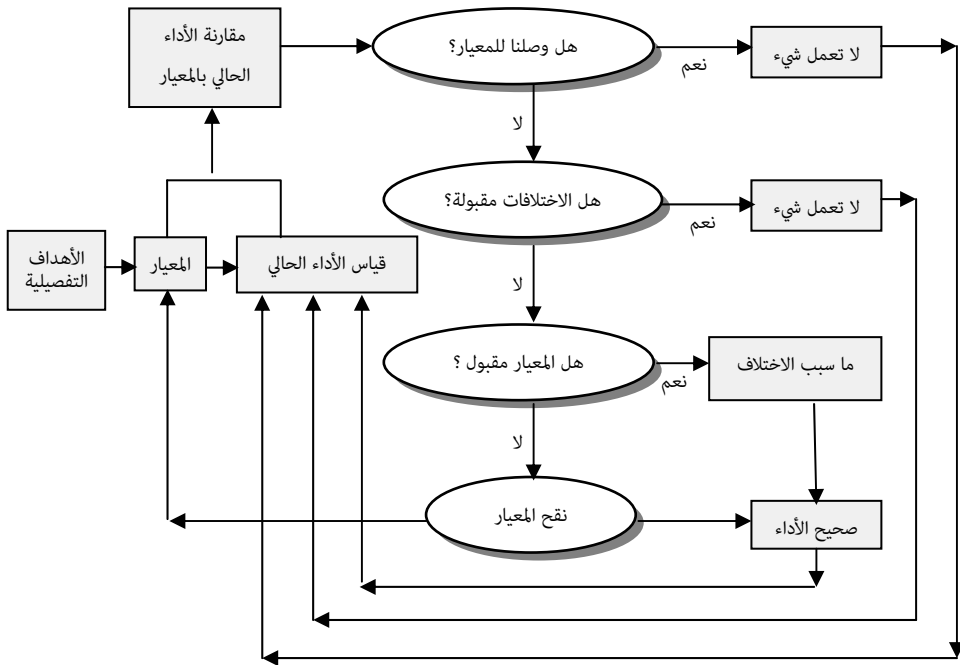 مقارنة الأداء
الحالي بالمعيار
هل وصلنا للمعيار؟
نعم
لا تعمل شيء
لا
هل الاختلافات مقبولة؟
نعم
لا تعمل شيء
الأهداف
التفصيلية
المعيار
قياس الأداء الحالي
لا
هل المعيار مقبول ؟
نعم
ما سبب الاختلاف
لا
نقح المعيار
صحيح الأداء